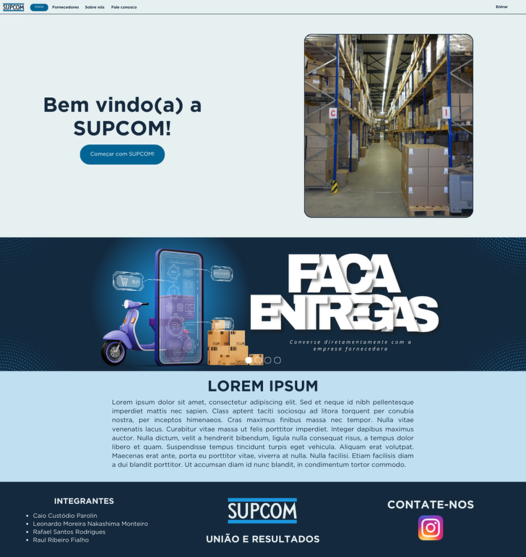 SUPCOM
Fornecedores
Sobre nós
Fale conosco
Entrar
Bem vindo(a) a
SUPCOM!
Começar com SUPCOM!
C
I
FAÇA
ENTREGAS
Converse diretamentemente com a
empresa fornecedora
LOREM IPSUM
Lorem ipsum dolor sit amet, consectetur adipiscing elit. Sed et neque id nibh pellentesque
imperdiet mattis nec sapien. Class aptent taciti sociosqu ad litora torquent per conubia
nostra, per inceptos himenaeos. Cras maximus finibus massa nec tempor. Nulla vitae
venenatis lacus. Curabitur vitae massa ut felis porttitor imperdiet. Integer dapibus maximus
auctor. Nulla dictum, velit a hendrerit bibendum, ligula nulla consequat risus, a tempus dolor
libero et quam. Suspendisse tempus tincidunt turpis eget vehicula. Aliquam erat volutpat.
Maecenas erat ante, porta eu porttitor vitae, viverra at nulla. Nulla facilisi. Etiam facilisis diam
a dui blandit porttitor. Ut accumsan diam id nunc blandit, in condimentum tortor commodo.
INTEGRANTES
Caio Custódio Parolin
Leonardo Moreira Nakashima Monteiro
Rafael Santos Rodrigues
Raul Ribeiro Fialho
SUPCOM
UNIÃO E RESULTADOS
CONTATE-NOS